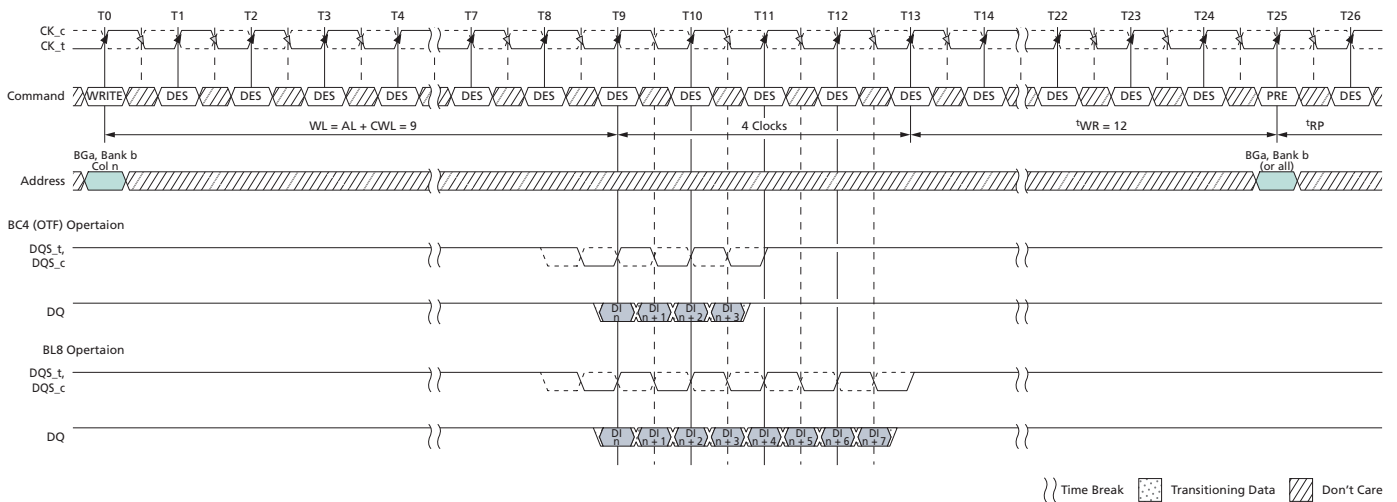 T0 T1 T2 T3 T4 T7 T8 T9 T10 T11 T12 T13 T14 T22 T23 T24 T25 T26
CK_c
CK_t
Command WRITE DES DES DES DES DES DES DES DES DES DES DES DES DES DES DES PRE DES
WL = AL + CWL = 9 4 Clocks tWR = 12 tRP
BGa, Bank b
Col n
BGa, Bank b
(or all)
Address
BC4 (OTF) Opertaion
DQS_t,
DQS_c
DQ DI n DI n + 1 DI n + 2 DI n + 3
BL8 Opertaion
DQS_t,
DQS_c
DQ DI n DI n + 1 DI n + 2 DI n + 3 DI n + 4 DI n + 5 DI n + 6 DI n + 7
Time Break Transitioning Data Don't Care